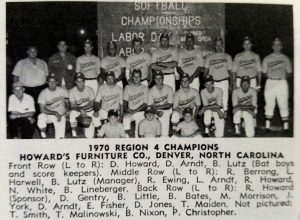 SOFTBALL
CHAMPIONSHIPS
LABOR DAY
1970 REGION 4 CHAMPIONS
HOWARD'S FURNITURE CO., DENVER, NORTH CAROLINA
Front Row (L to R): D. Howard, D. Arndt, B. Lutz (Bat boys
and score keepers). Middle Row (L to R): R. Berrong, L.
Harwell, B. Lutz (Manager), R. Ewing, L. Arndt, R. Howard,
N. White, B. Lineberger. Back Row (L to R): R. Howard
(Sponsor), D. Gentry, B. Little, B. Bates, M. Morrison, J.
York, D. Arndt, E. Fisher, D. Jones, T. Maiden. Not pictured:
T. Smith, T. Malinowski, B. Nixon, P. Christopher.